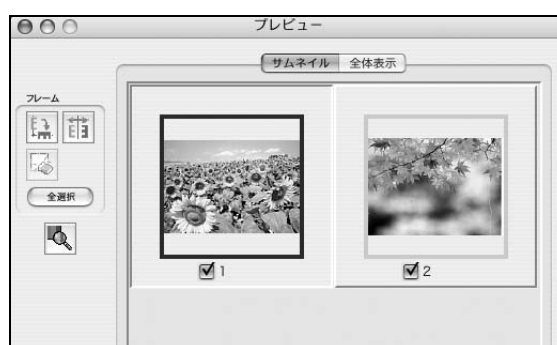 プレビュー
サムネイル 全体表示
フレーム
全選択
1
2